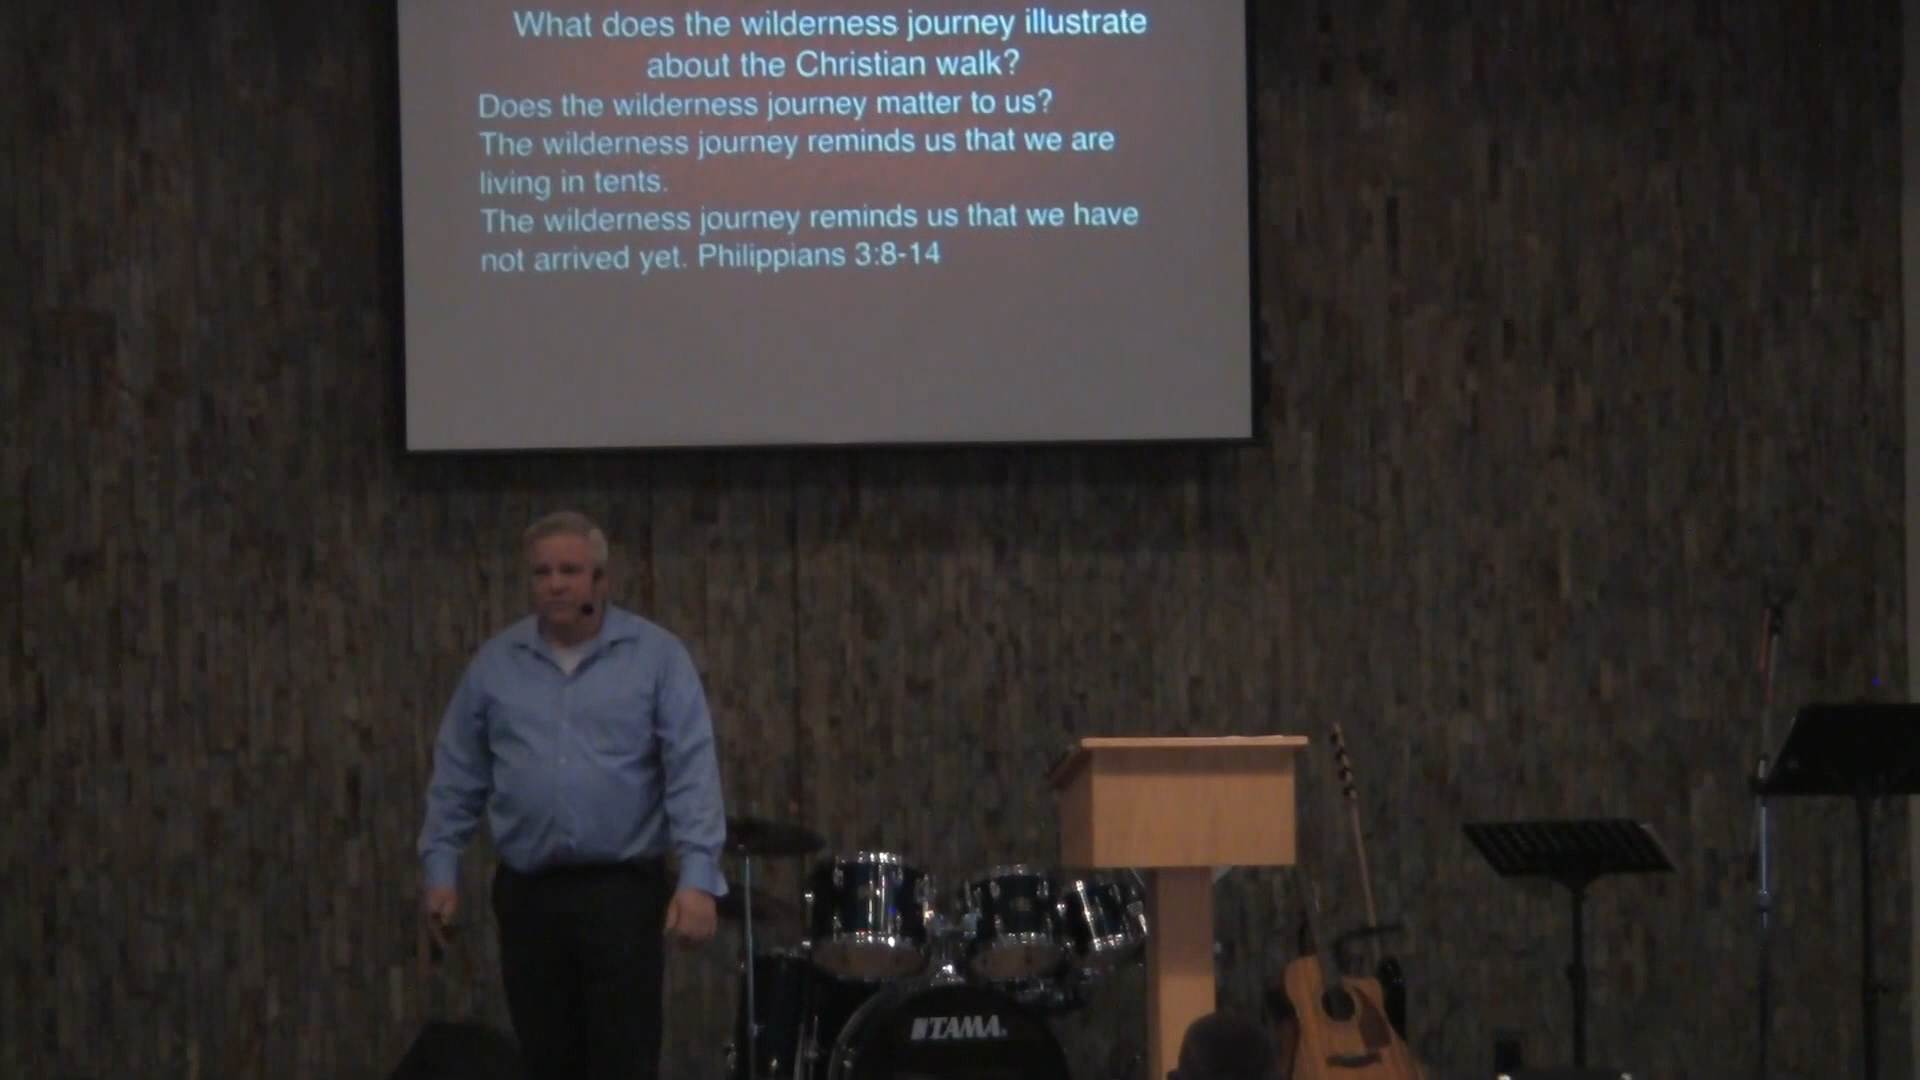 What does the wilderness journey illustrate
about the Christian walk?
Does the wilderness journey matter to us?
The wilderness journey reminds us that we are
living in tents.
The wilderness journey reminds us that we have
not arrived yet. Philippians 3:8-14
TAMA